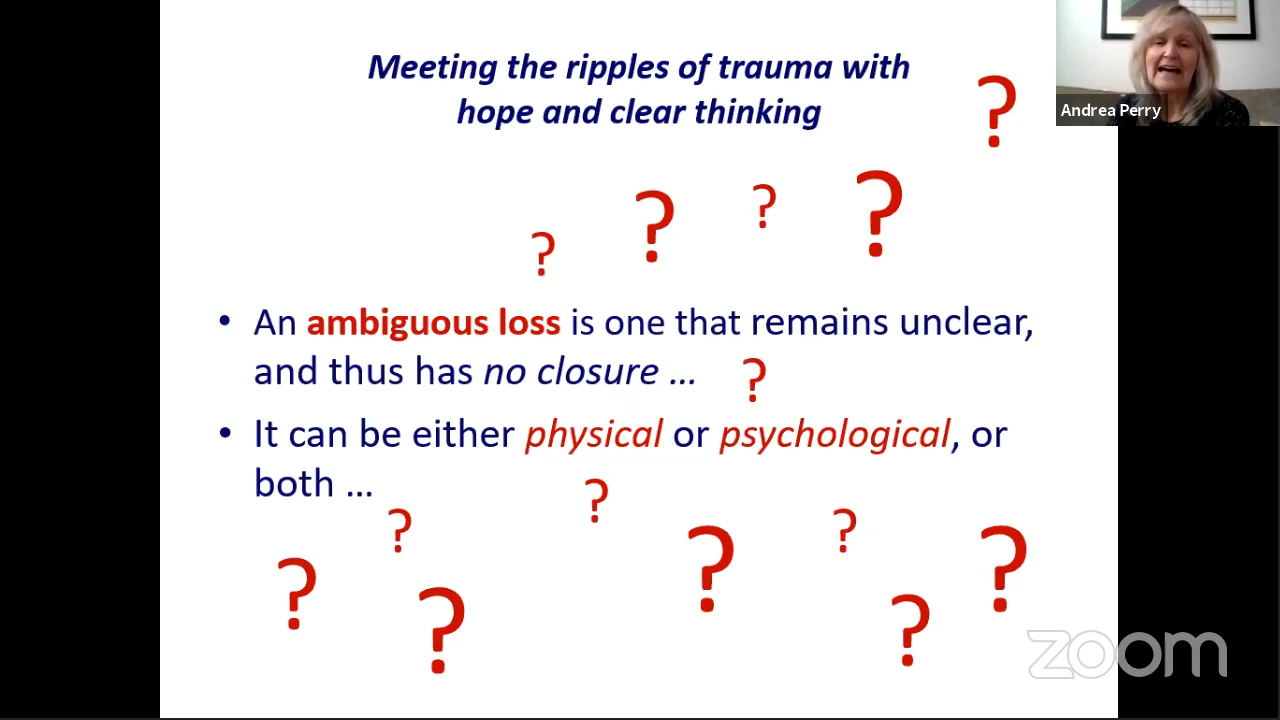 Meeting the ripples of trauma with
hope and clear thinking
Andrea Perry
?
?
?
?
?
• An ambiguous loss is one that remains unclear,
and thus has no closure ...
?
• It can be either physical or psychological, or
both ...
?
?
?
?
?
?
?
?
zoom